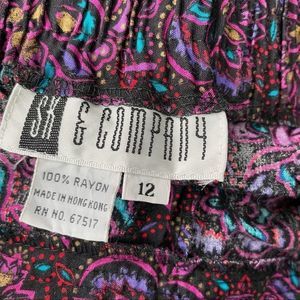 SK & COMPANY
100% RAYON
MADE IN HONG KONG
RN NO. 67517
12